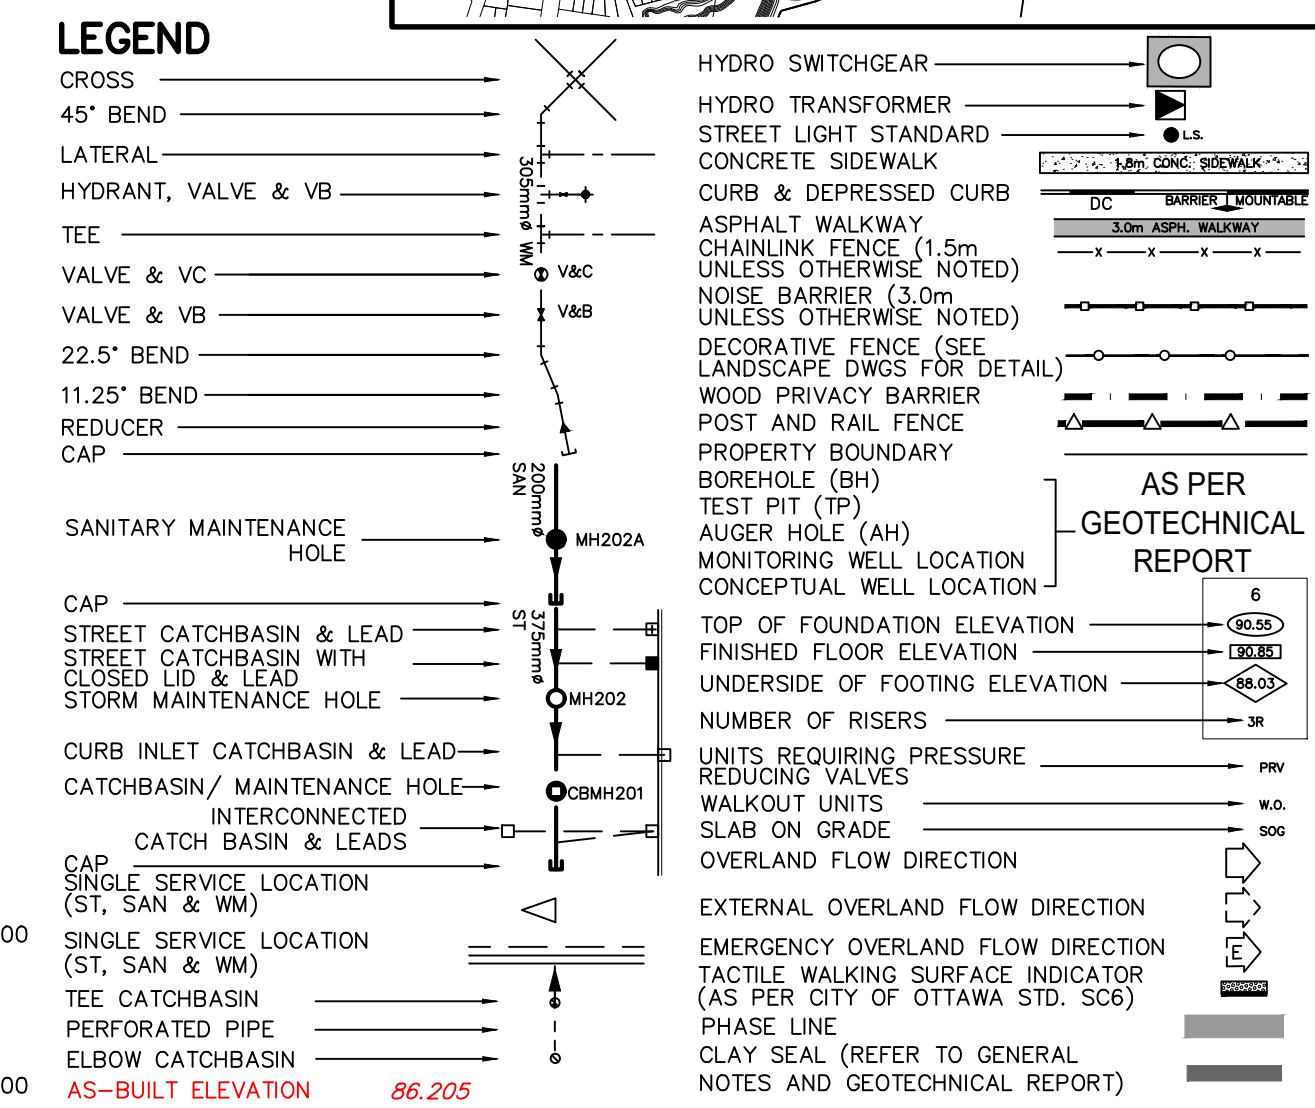 LEGEND
CROSS
45° BEND
LATERAL
HYDRANT, VALVE & VB
TEE
VALVE & VC
VALVE & VB
22.5° BEND
11.25° BEND
REDUCER
CAP
SANITARY MAINTENANCE
HOLE
CAP
STREET CATCHBASIN & LEAD
STREET CATCHBASIN WITH
CLOSED LID & LEAD
STORM MAINTENANCE HOLE
CURB INLET CATCHBASIN & LEAD
CATCHBASIN/ MAINTENANCE HOLE
INTERCONNECTED
CATCH BASIN & LEADS
CAP
SINGLE SERVICE LOCATION
(ST, SAN & WM)
00
SINGLE SERVICE LOCATION
(ST, SAN & WM)
TEE CATCHBASIN
PERFORATED PIPE
ELBOW CATCHBASIN
00
AS-BUILT ELEVATION 86.205
305mmø WM
V&C
V&B
200mmø
SAN
MH202A
375mmø
ST
MH202
CBMH201
HYDRO SWITCHGEAR
HYDRO TRANSFORMER
STREET LIGHT STANDARD
L.S.
CONCRETE SIDEWALK
1.8m CONC. SIDEWALK
CURB & DEPRESSED CURB
DC BARRIER MOUNTABLE
ASPHALT WALKWAY
3.0m ASPH. WALKWAY
CHAINLINK FENCE (1.5m
UNLESS OTHERWISE NOTED)
X X X X
NOISE BARRIER (3.0m
UNLESS OTHERWISE NOTED)
DECORATIVE FENCE (SEE
LANDSCAPE DWGS FOR DETAIL)
WOOD PRIVACY BARRIER
POST AND RAIL FENCE
PROPERTY BOUNDARY
BOREHOLE (BH)
TEST PIT (TP)
AUGER HOLE (AH)
MONITORING WELL LOCATION
CONCEPTUAL WELL LOCATION
AS PER
GEOTECHNICAL
REPORT
6
TOP OF FOUNDATION ELEVATION
90.55
FINISHED FLOOR ELEVATION
90.85
UNDERSIDE OF FOOTING ELEVATION
88.03
NUMBER OF RISERS
3R
UNITS REQUIRING PRESSURE
REDUCING VALVES
PRV
WALKOUT UNITS
W.O.
SLAB ON GRADE
SOG
OVERLAND FLOW DIRECTION
EXTERNAL OVERLAND FLOW DIRECTION
EMERGENCY OVERLAND FLOW DIRECTION
E
TACTILE WALKING SURFACE INDICATOR
(AS PER CITY OF OTTAWA STD. SC6)
PHASE LINE
CLAY SEAL (REFER TO GENERAL
NOTES AND GEOTECHNICAL REPORT)